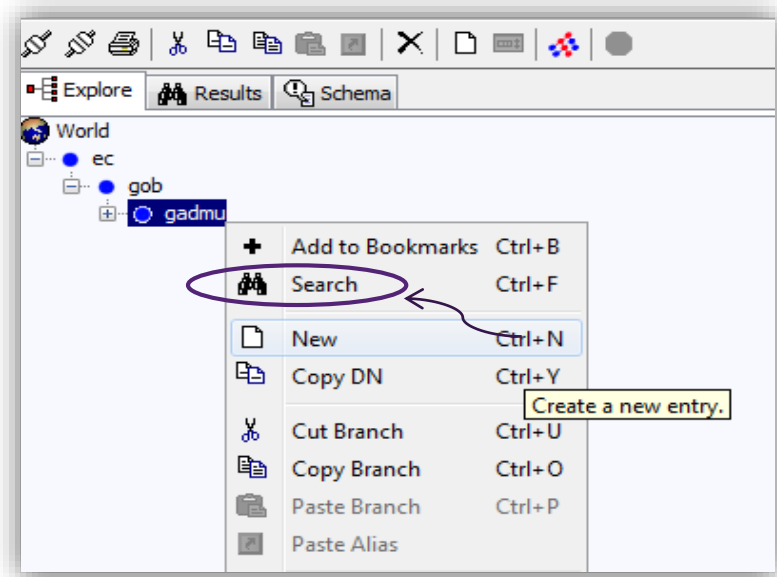 Explore Results Schema
World
ec
gob
gadmu
Add to Bookmarks Ctrl+B
Search Ctrl+F
New Ctrl+N
Copy DN Ctrl+Y
Create a new entry.
Cut Branch Ctrl+U
Copy Branch Ctrl+O
Paste Branch Ctrl+P
Paste Alias